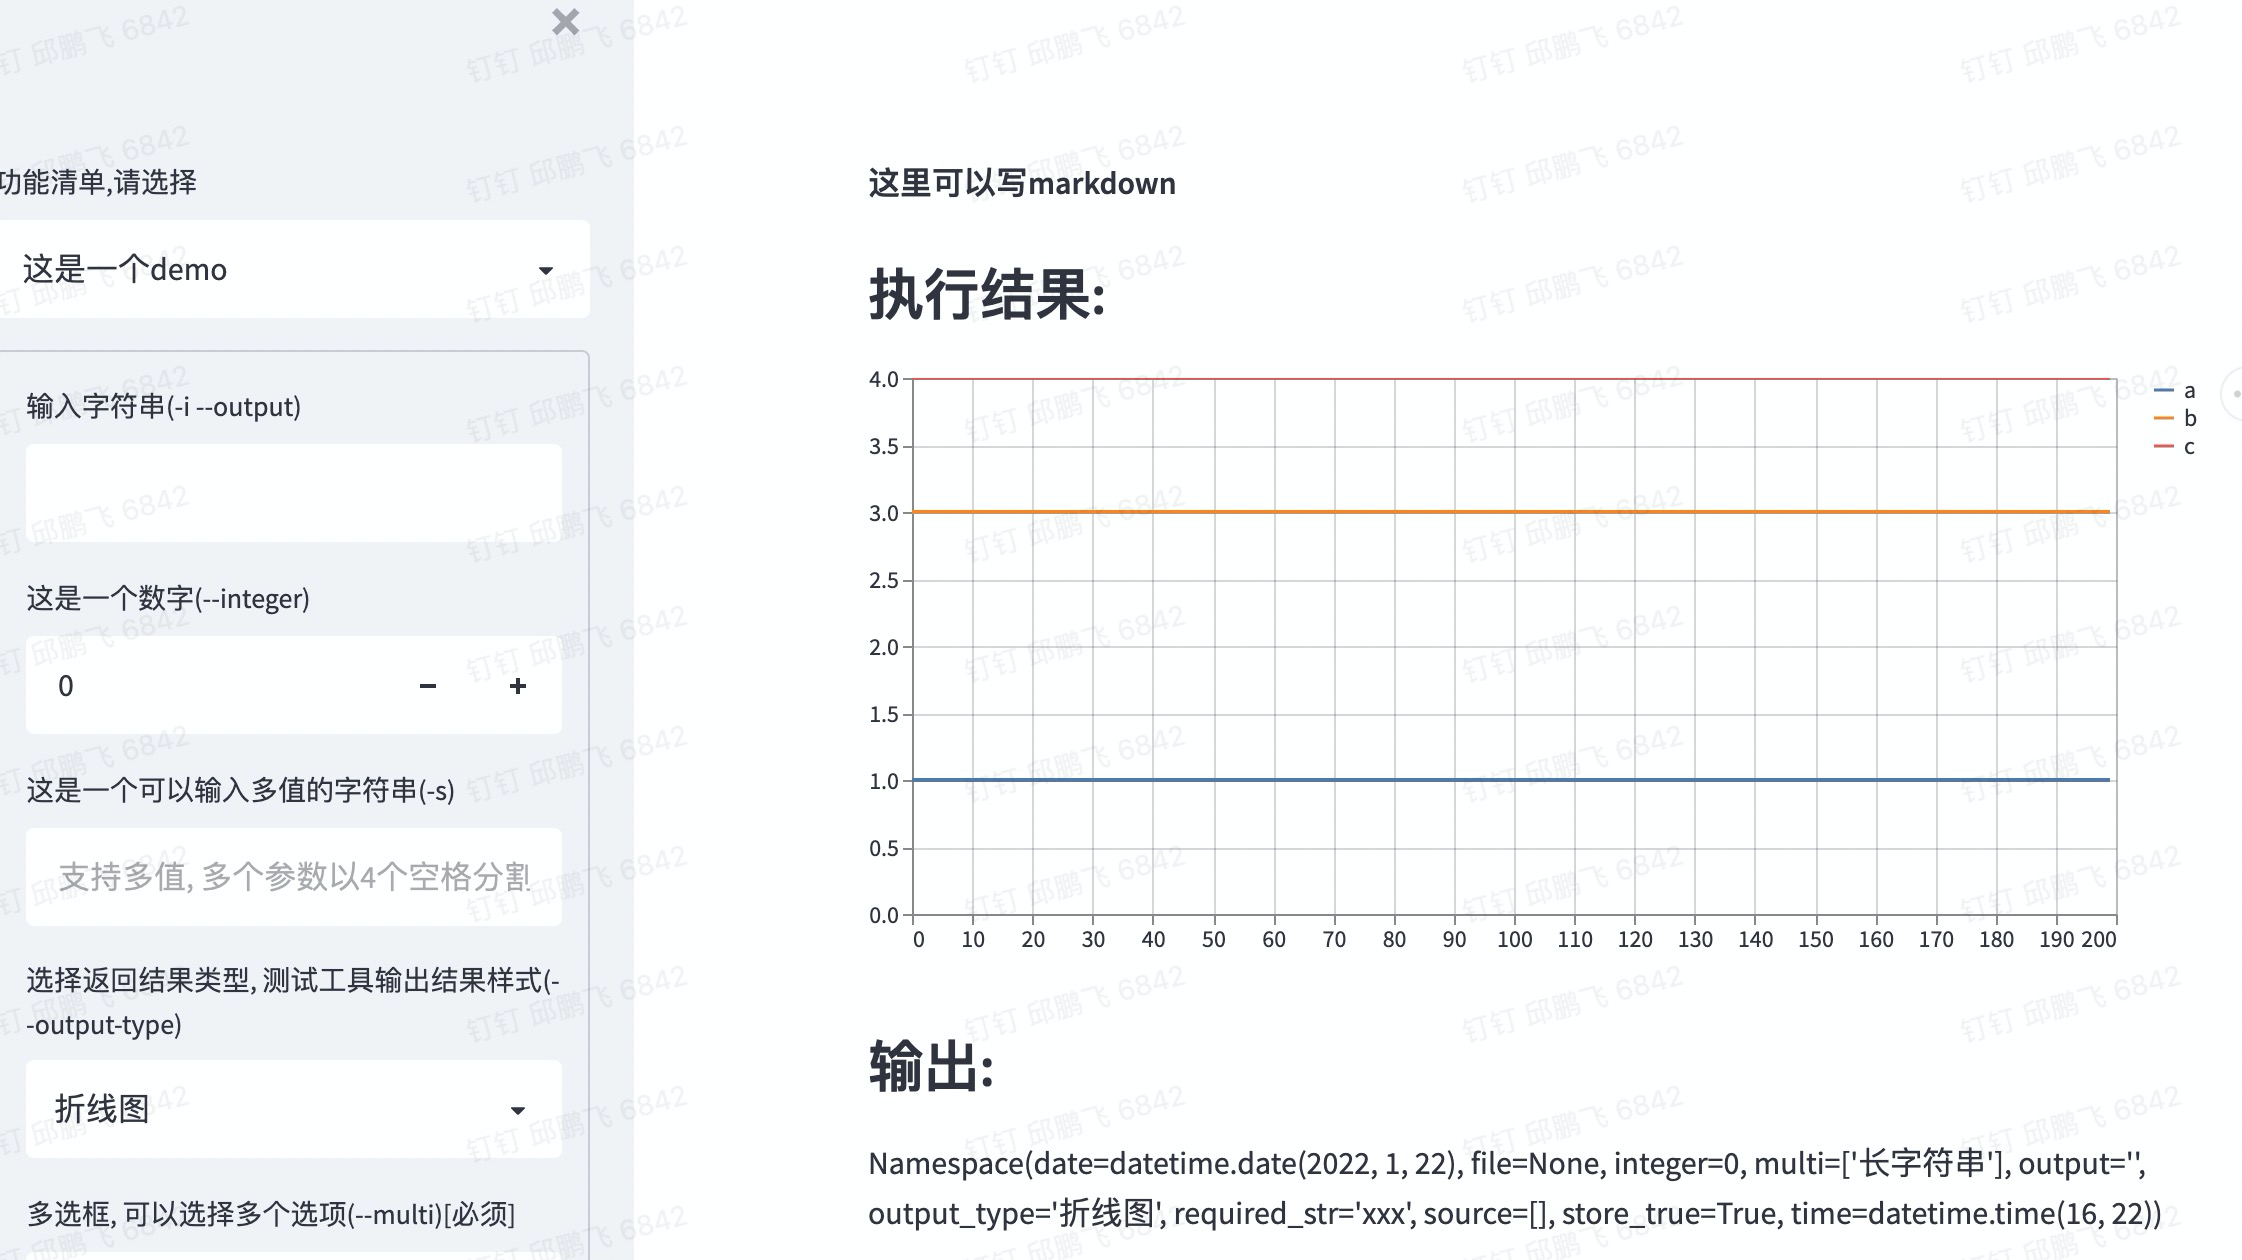 功能清单,请选择
这是一个demo
输入字符串(-i --output)
这是一个数字(--integer)
0
这是一个可以输入多值的字符串(-s)
支持多值, 多个参数以4个空格分割
选择返回结果类型, 测试工具输出结果样式(-
-output-type)
折线图
多选框, 可以选择多个选项(--multi)[必须]
这里可以写markdown
执行结果:
4.0
3.5
3.0
2.5
2.0
1.5
1.0
0.5
0.0
0 10 20 30 40 50 60 70 80 90 100 110 120 130 140 150 160 170 180 190 200
a
b
c
输出:
Namespace(date=datetime.date(2022, 1, 22), file=None, integer=0, multi=['长字符串'], output='',
output_type='折线图', required_str='xxx', source=[], store_true=True, time=datetime.time(16, 22))
钉钉 邱鹏飞 6842